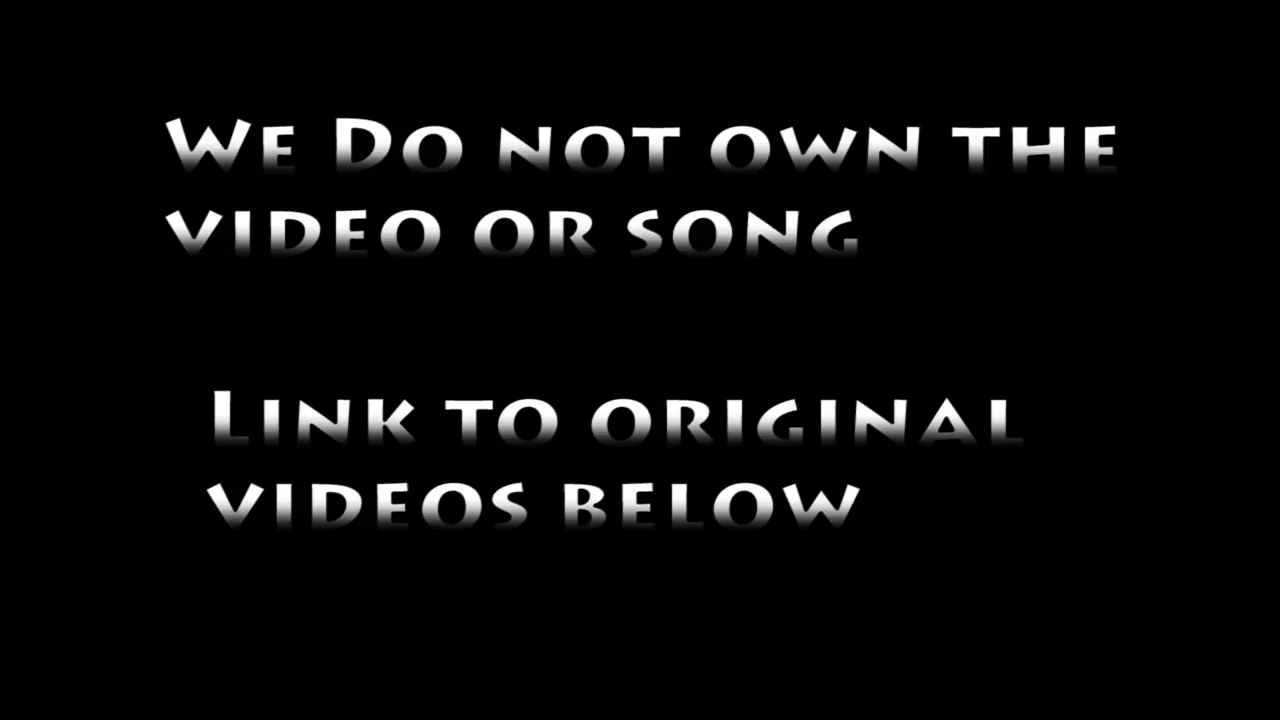 We Do not own the
video or song
Link to original
videos below